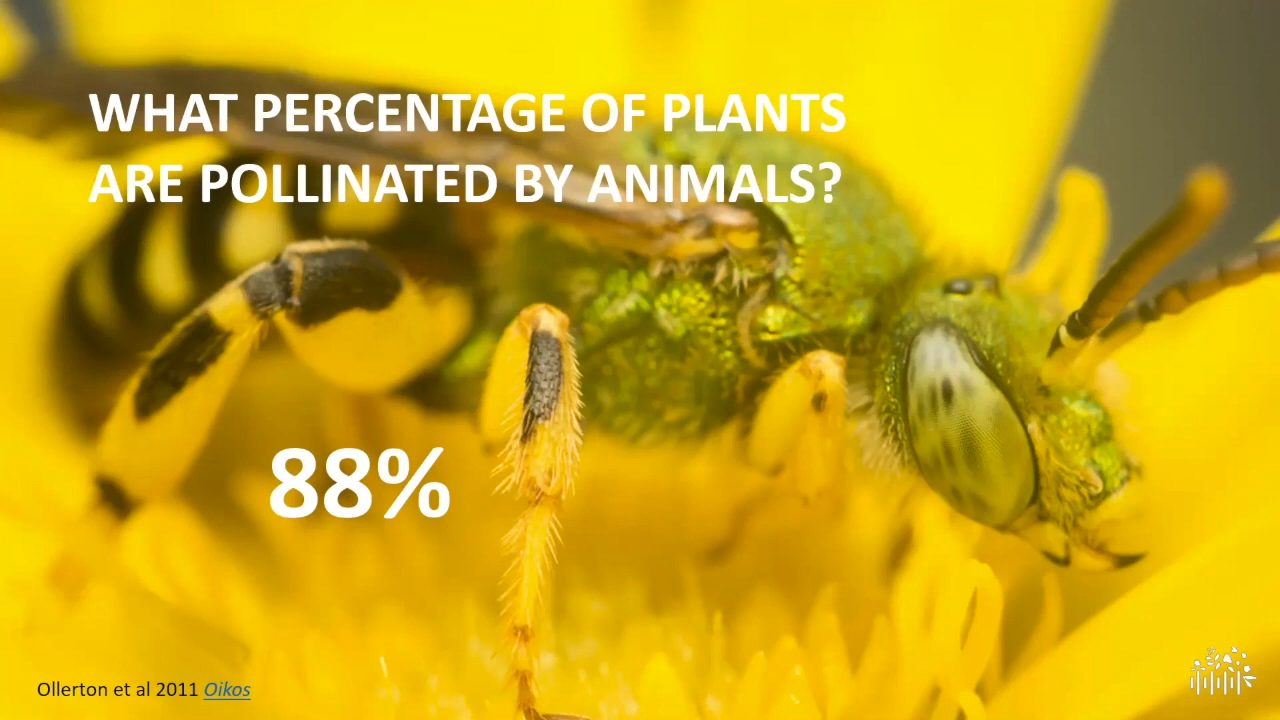 WHAT PERCENTAGE OF PLANTS
ARE POLLINATED BY ANIMALS?
88%
Ollerton et al 2011 Oikos